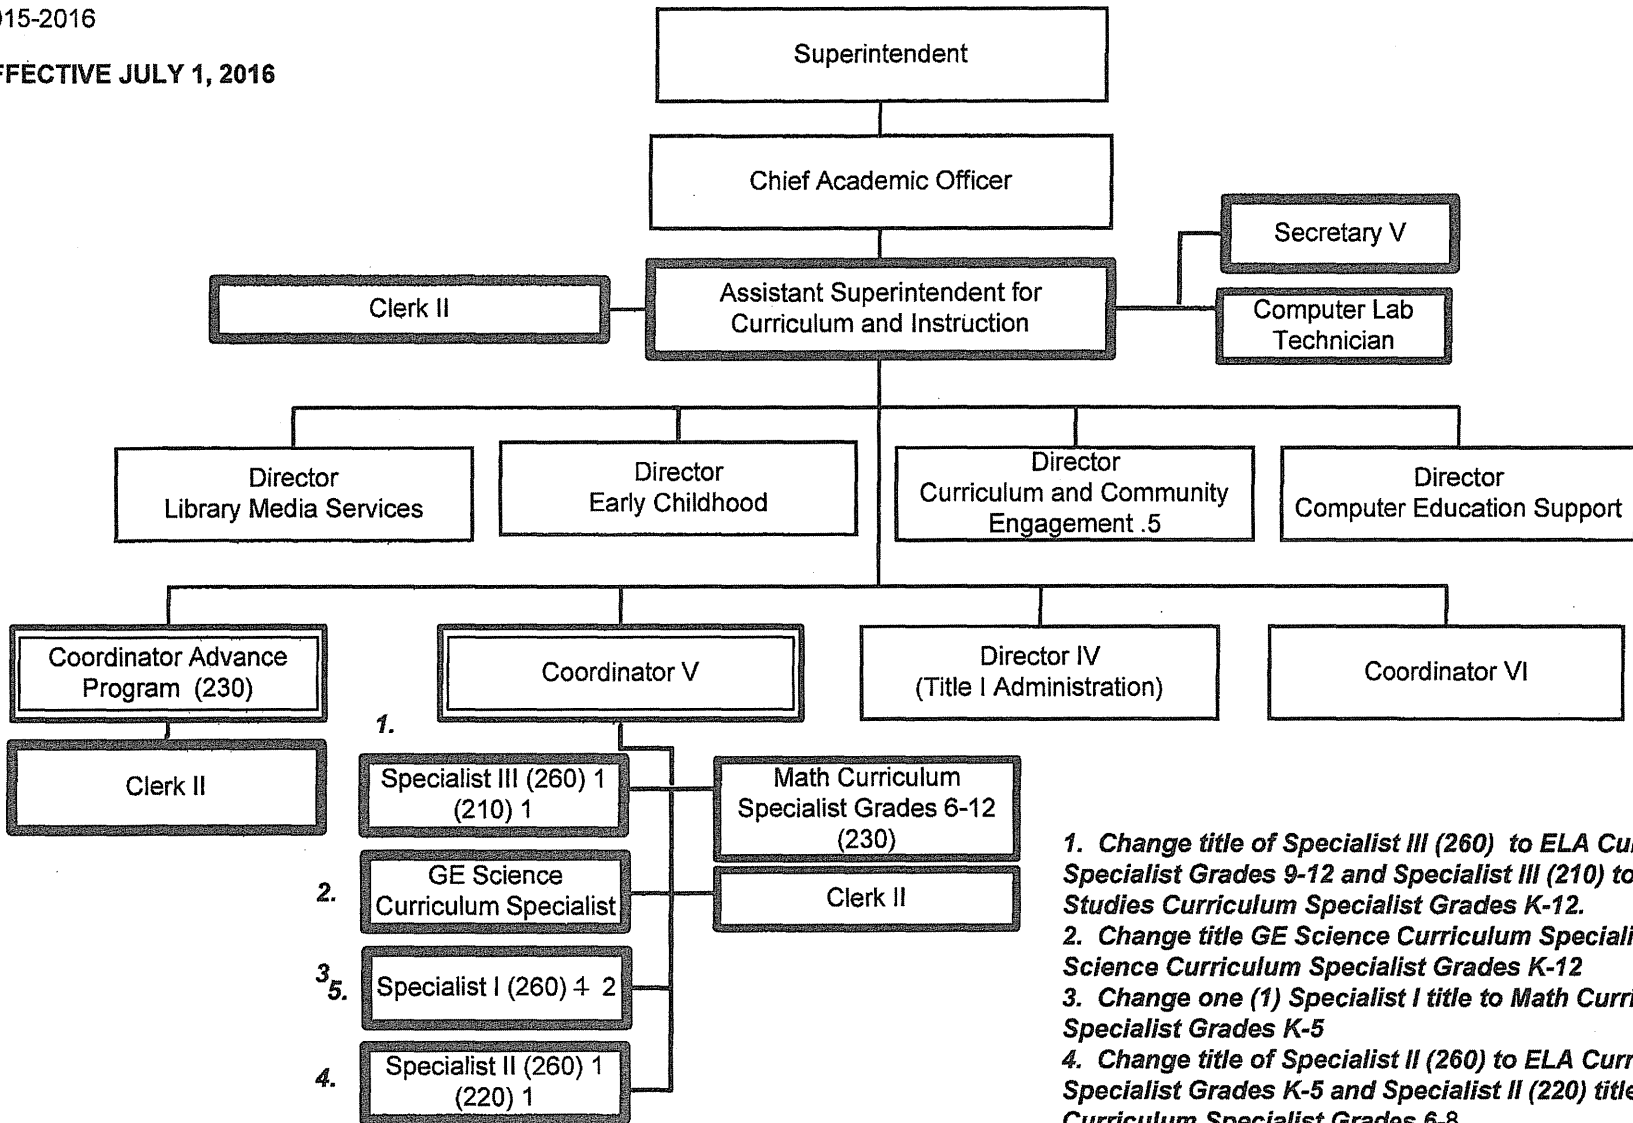 015-2016
FFECTIVE JULY 1, 2016
Superintendent
Chief Academic Officer
Secretary V
Clerk II
Assistant Superintendent for
Curriculum and Instruction
Computer Lab
Technician
Director
Library Media Services
Director
Early Childhood
Director
Curriculum and Community
Engagement .5
Director
Computer Education Support
Coordinator Advance
Program (230)
Coordinator V
Director IV
(Title I Administration)
Coordinator VI
Clerk II
1.
Specialist III (260) 1
(210) 1
Math Curriculum
Specialist Grades 6-12
(230)
2.
GE Science
Curriculum Specialist
Clerk II
3
5.
Specialist I (260) 1 2
4.
Specialist II (260) 1
(220) 1
1. Change title of Specialist III (260) to ELA Cu
Specialist Grades 9-12 and Specialist III (210) to
Studies Curriculum Specialist Grades K-12.
2. Change title GE Science Curriculum Speciali
Science Curriculum Specialist Grades K-12
3. Change one (1) Specialist I title to Math Curri
Specialist Grades K-5
4. Change title of Specialist II (260) to ELA Curr
Specialist Grades K-5 and Specialist II (220) title
Curriculum Specialist Grades 6-8